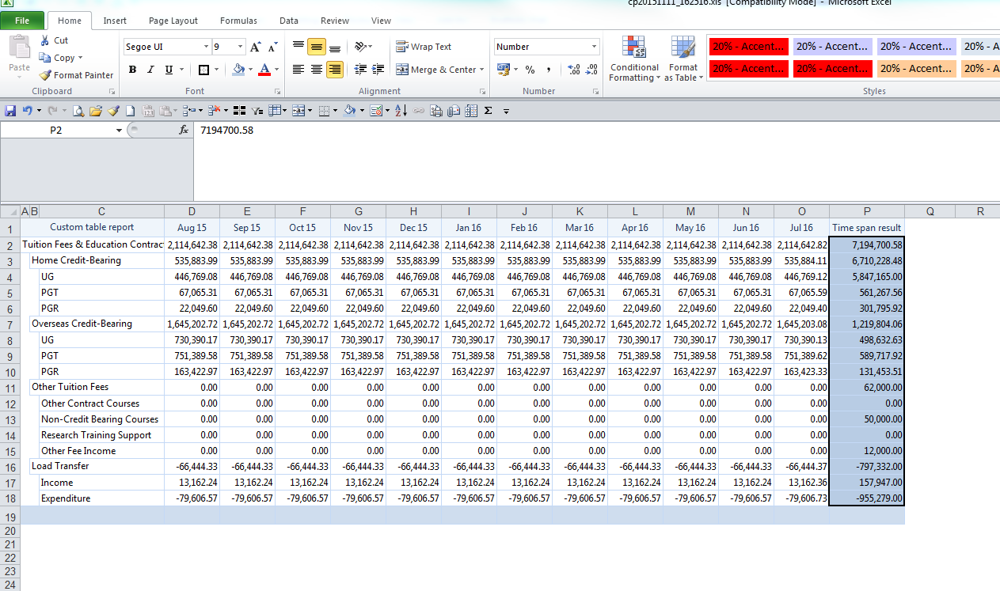 cp20151111_162516.xls [Compatibility Mode] - Microsoft Excel
File Home Insert Page Layout Formulas Data Review View
Paste Cut Copy Format Painter Clipboard
Segoe UI 9 A A B I U A Font
Wrap Text Merge & Center Alignment
Number % , .00 .0 Number
Conditional Formatting Format as Table
20% - Accent... 20% - Accent... 20% - Accent... 20% - A
20% - Accent... 20% - Accent... 20% - Accent... 20% - A
Styles
P2 fx 7194700.58
A B C D E F G H I J K L M N O P Q R
1 Custom table report Aug 15 Sep 15 Oct 15 Nov 15 Dec 15 Jan 16 Feb 16 Mar 16 Apr 16 May 16 Jun 16 Jul 16 Time span result
2 Tuition Fees & Education Contrac 2,114,642.38 2,114,642.38 2,114,642.38 2,114,642.38 2,114,642.38 2,114,642.38 2,114,642.38 2,114,642.38 2,114,642.38 2,114,642.38 2,114,642.38 2,114,642.82 7,194,700.58
3 Home Credit-Bearing 535,883.99 535,883.99 535,883.99 535,883.99 535,883.99 535,883.99 535,883.99 535,883.99 535,883.99 535,883.99 535,883.99 535,884.11 6,710,228.48
4 UG 446,769.08 446,769.08 446,769.08 446,769.08 446,769.08 446,769.08 446,769.08 446,769.08 446,769.08 446,769.08 446,769.08 446,769.12 5,847,165.00
5 PGT 67,065.31 67,065.31 67,065.31 67,065.31 67,065.31 67,065.31 67,065.31 67,065.31 67,065.31 67,065.31 67,065.31 67,065.59 561,267.56
6 PGR 22,049.60 22,049.60 22,049.60 22,049.60 22,049.60 22,049.60 22,049.60 22,049.60 22,049.60 22,049.60 22,049.60 22,049.40 301,795.92
7 Overseas Credit-Bearing 1,645,202.72 1,645,202.72 1,645,202.72 1,645,202.72 1,645,202.72 1,645,202.72 1,645,202.72 1,645,202.72 1,645,202.72 1,645,202.72 1,645,202.72 1,645,203.08 1,219,804.06
8 UG 730,390.17 730,390.17 730,390.17 730,390.17 730,390.17 730,390.17 730,390.17 730,390.17 730,390.17 730,390.17 730,390.17 730,390.13 498,632.63
9 PGT 751,389.58 751,389.58 751,389.58 751,389.58 751,389.58 751,389.58 751,389.58 751,389.58 751,389.58 751,389.58 751,389.58 751,389.62 589,717.92
10 PGR 163,422.97 163,422.97 163,422.97 163,422.97 163,422.97 163,422.97 163,422.97 163,422.97 163,422.97 163,422.97 163,422.97 163,423.33 131,453.51
11 Other Tuition Fees 0.00 0.00 0.00 0.00 0.00 0.00 0.00 0.00 0.00 0.00 0.00 0.00 62,000.00
12 Other Contract Courses 0.00 0.00 0.00 0.00 0.00 0.00 0.00 0.00 0.00 0.00 0.00 0.00 0.00
13 Non-Credit Bearing Courses 0.00 0.00 0.00 0.00 0.00 0.00 0.00 0.00 0.00 0.00 0.00 0.00 50,000.00
14 Research Training Support 0.00 0.00 0.00 0.00 0.00 0.00 0.00 0.00 0.00 0.00 0.00 0.00 0.00
15 Other Fee Income 0.00 0.00 0.00 0.00 0.00 0.00 0.00 0.00 0.00 0.00 0.00 0.00 12,000.00
16 Load Transfer -66,444.33 -66,444.33 -66,444.33 -66,444.33 -66,444.33 -66,444.33 -66,444.33 -66,444.33 -66,444.33 -66,444.33 -66,444.33 -66,444.37 -797,332.00
17 Income 13,162.24 13,162.24 13,162.24 13,162.24 13,162.24 13,162.24 13,162.24 13,162.24 13,162.24 13,162.24 13,162.24 13,162.36 157,947.00
18 Expenditure -79,606.57 -79,606.57 -79,606.57 -79,606.57 -79,606.57 -79,606.57 -79,606.57 -79,606.57 -79,606.57 -79,606.57 -79,606.57 -79,606.73 -955,279.00
19
20
21
22
23
24